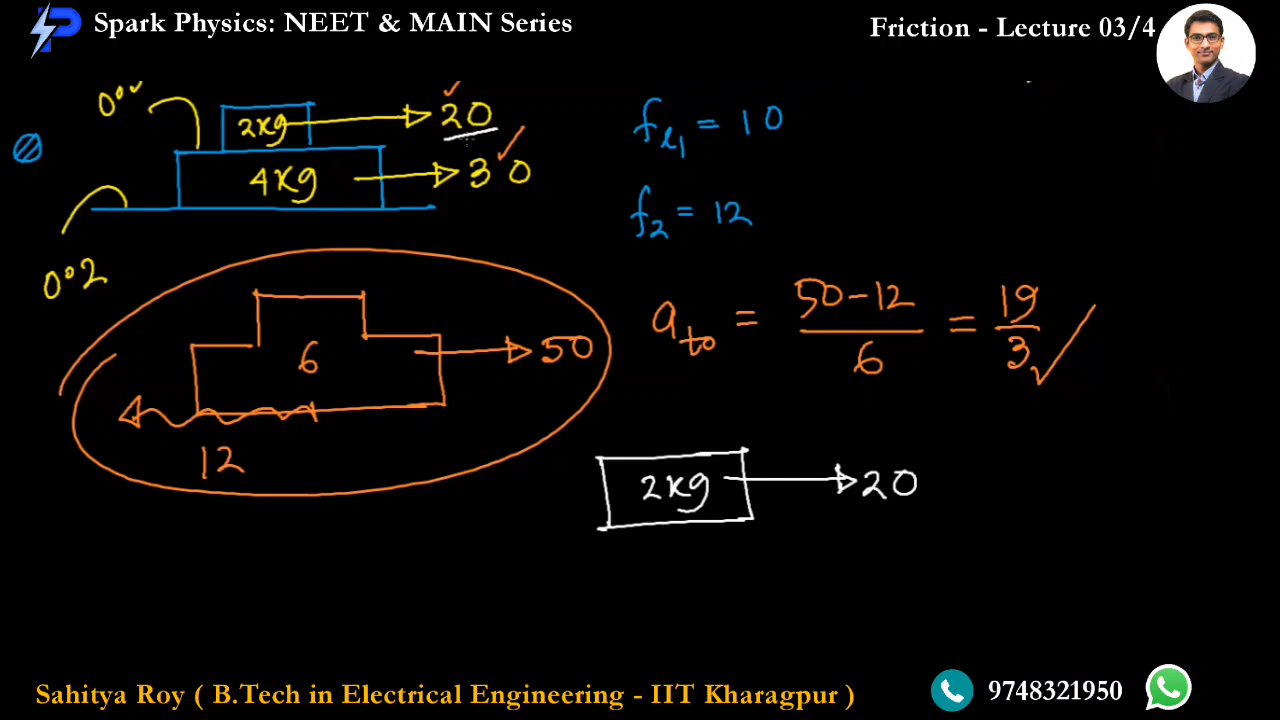 Spark Physics: NEET & MAIN Series
Friction - Lecture 03/4
2kg
20
4kg
30
0.2
fl1 = 10
f2 = 12
6
50
12
ato = 50-12/6 = 19/3
2kg
20
Sahitya Roy ( B.Tech in Electrical Engineering - IIT Kharagpur )
9748321950